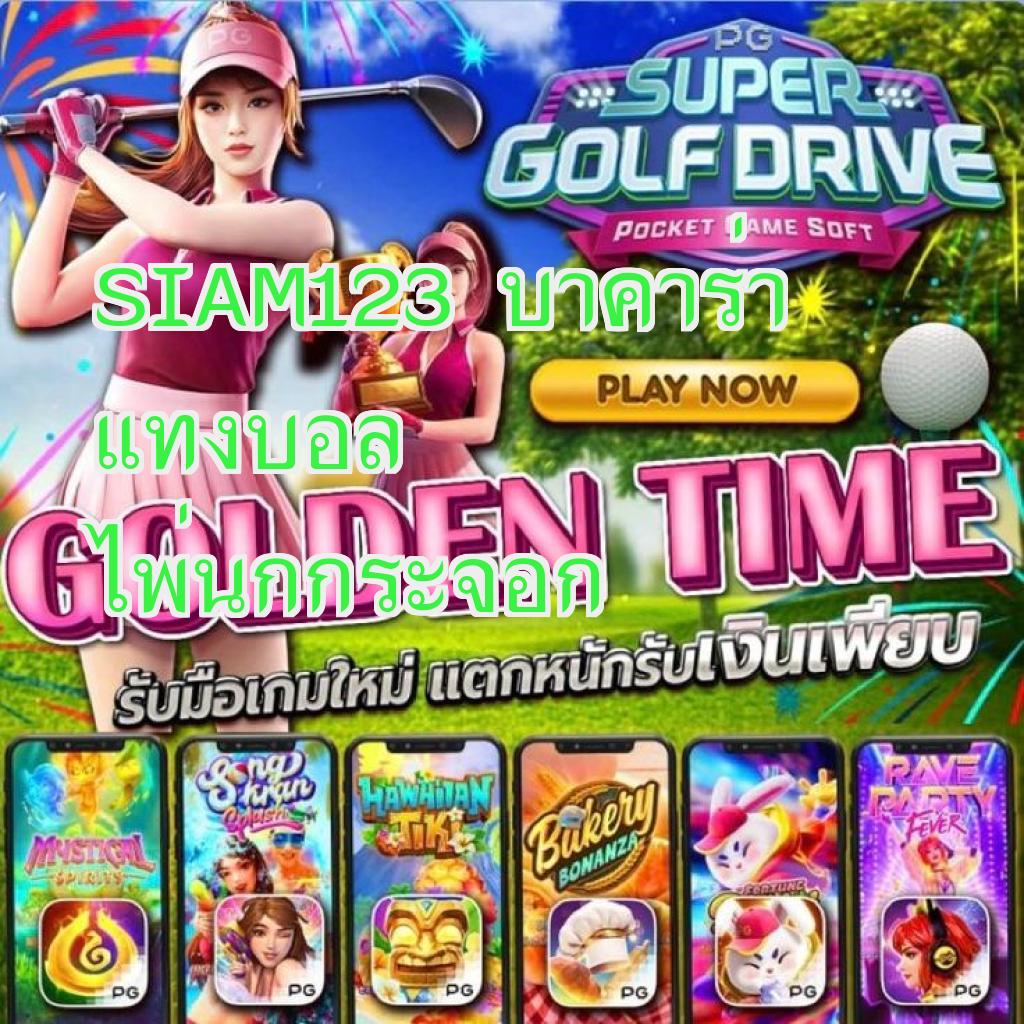 PG
PG
SUPER
GOLF DRIVE
POCKET GAME SOFT
SIAM123 บาคาร่า
PLAY NOW
แทงบอล
GOLDEN TIME
ไพ่นกกระจอก
รับมือเกมใหม่ แตกหนักรับเงินเพียบ
MYSTICAL
SPIRITS
Songkran
Splash
HAWAIIAN
TIKI
Bakery
BONANZA
FORTUNE
RAVE
PARTY
FEVER
PG
PG
PG
PG
PG
PG